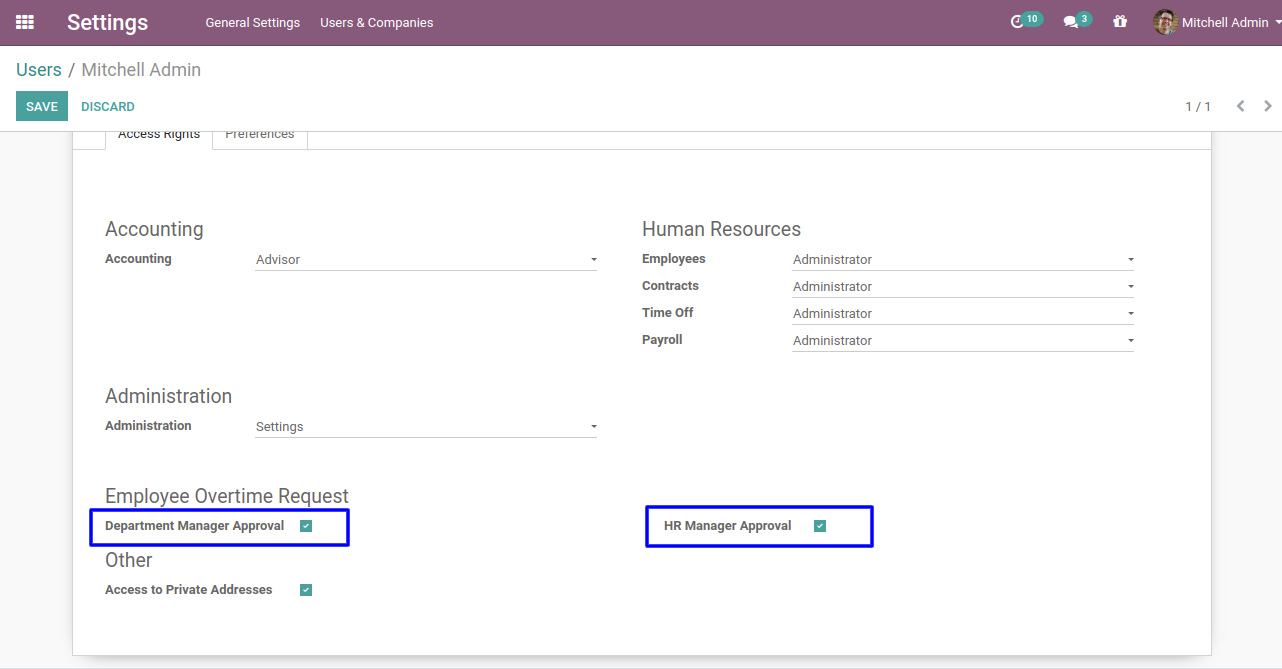 Settings General Settings Users & Companies 10 3 Mitchell Admin
Users / Mitchell Admin
SAVE DISCARD 1 / 1
Access Rights Preferences
Accounting
Accounting Advisor
Human Resources
Employees Administrator
Contracts Administrator
Time Off Administrator
Payroll Administrator
Administration
Administration Settings
Employee Overtime Request
Department Manager Approval HR Manager Approval
Other
Access to Private Addresses